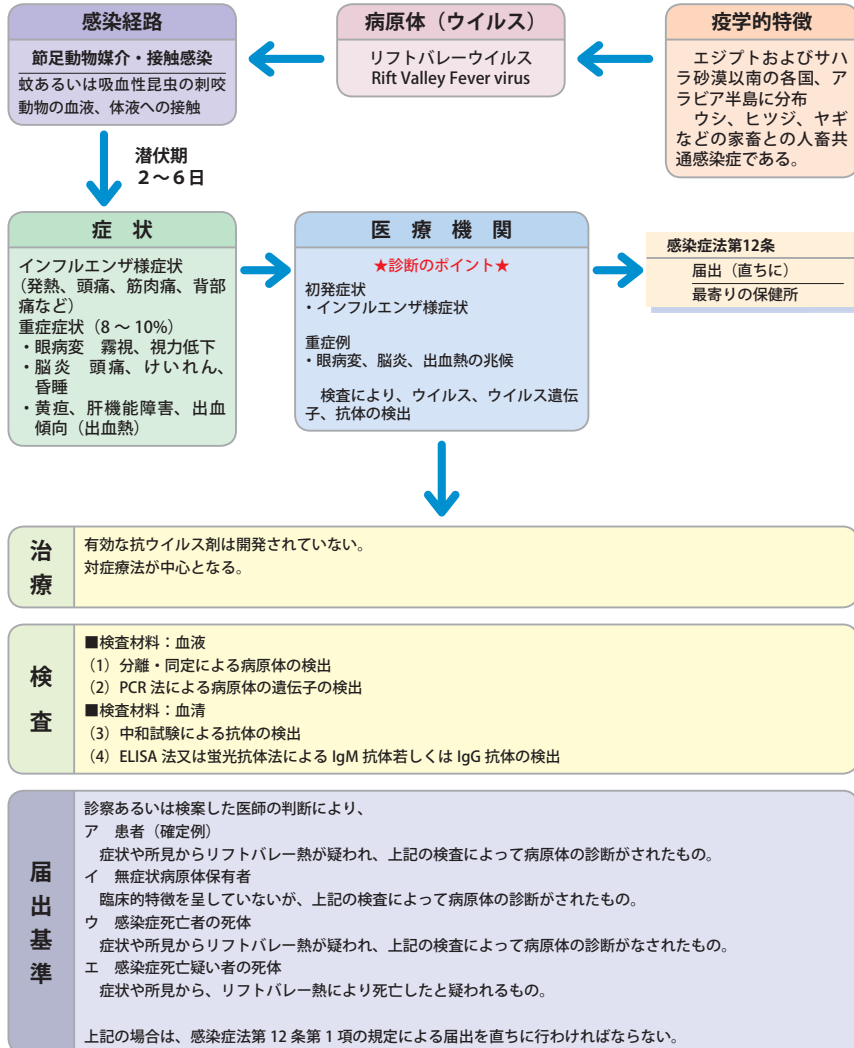 感染経路
節足動物媒介・接触感染
蚊あるいは吸血性昆虫の刺咬
動物の血液、体液への接触
病原体（ウイルス）
リフトバレーウイルス
Rift Valley Fever virus
疫学的特徴
エジプトおよびサハ
ラ砂漠以南の各国、ア
ラビア半島に分布
ウシ、ヒツジ、ヤギ
などの家畜との人畜共
通感染症である。
潜伏期
２～６日
症 状
インフルエンザ様症状
（発熱、頭痛、筋肉痛、背部
痛など）
重症症状（8 ～ 10%）
・眼病変 霧視、視力低下
・脳炎 頭痛、けいれん、
昏睡
・黄疸、肝機能障害、出血
傾向（出血熱）
医 療 機 関
★診断のポイント★
初発症状
・インフルエンザ様症状
重症例
・眼病変、脳炎、出血熱の兆候
検査により、ウイルス、ウイルス遺伝
子、抗体の検出
感染症法第12条
届出（直ちに）
最寄りの保健所
治療
有効な抗ウイルス剤は開発されていない。
対症療法が中心となる。
検査
■検査材料：血液
（1）分離・同定による病原体の検出
（2）PCR 法による病原体の遺伝子の検出
■検査材料：血清
（3）中和試験による抗体の検出
（4）ELISA 法又は蛍光抗体法による IgM 抗体若しくは IgG 抗体の検出
届出基準
診察あるいは検案した医師の判断により、
ア 患者（確定例）
症状や所見からリフトバレー熱が疑われ、上記の検査によって病原体の診断がされたもの。
イ 無症状病原体保有者
臨床的特徴を呈していないが、上記の検査によって病原体の診断がされたもの。
ウ 感染症死亡者の死体
症状や所見からリフトバレー熱が疑われ、上記の検査によって病原体の診断がなされたもの。
エ 感染症死亡疑い者の死体
症状や所見から、リフトバレー熱により死亡したと疑われるもの。
上記の場合は、感染症法第 12 条第 1 項の規定による届出を直ちに行わければならない。